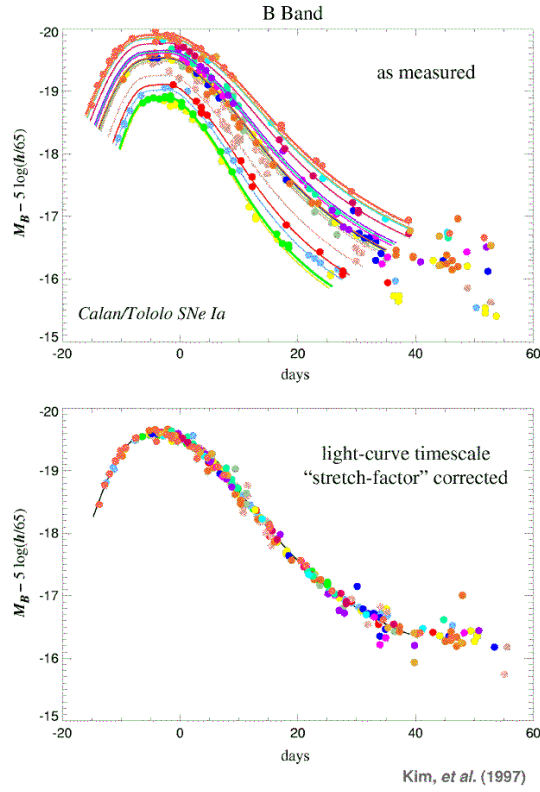 B Band
-20
-19
-18
-17
-16
-15
M_B – 5 log(h/65)
as measured
Calan/Tololo SNe Ia
-20 0 20 40 60
days
-20
-19
-18
-17
-16
-15
M_B – 5 log(h/65)
light-curve timescale
“stretch-factor” corrected
-20 0 20 40 60
days
Kim, et al. (1997)